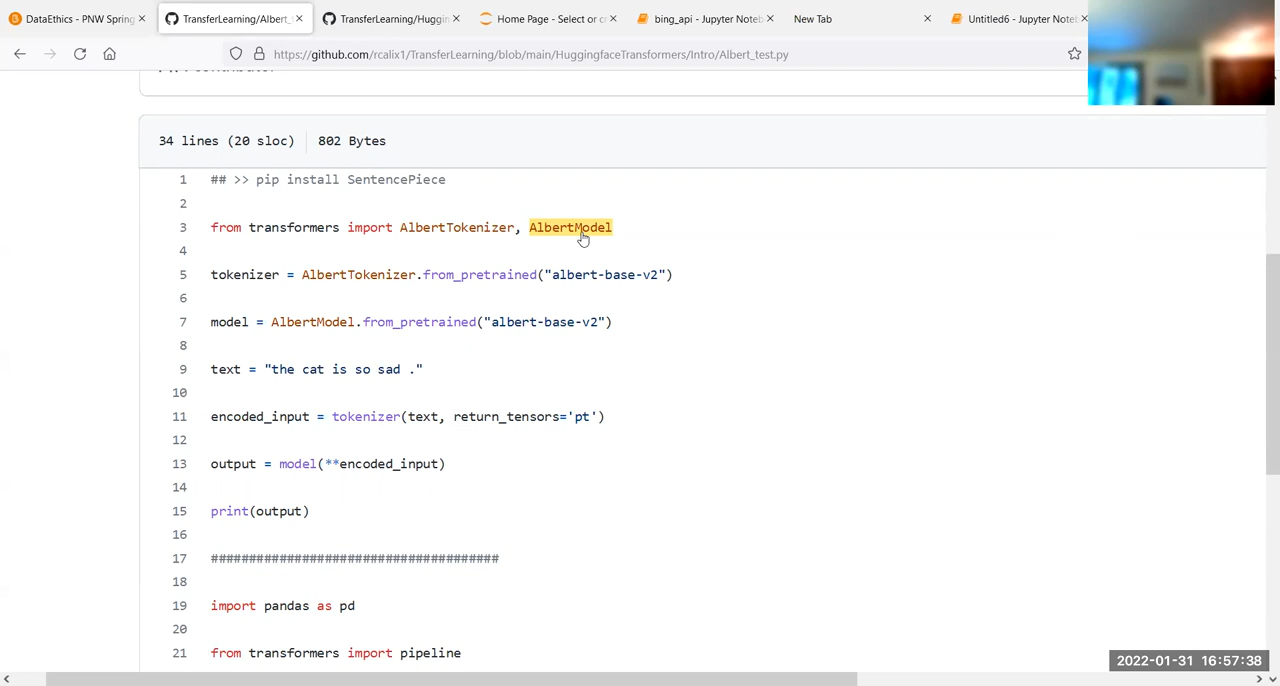 DataEthics - PNW Spring
TransferLearning/Albert_
TransferLearning/Huggin
Home Page - Select or c
bing_api - Jupyter Noteb
New Tab
Untitled6 - Jupyter Noteb
https://github.com/rcalix1/TransferLearning/blob/main/HuggingfaceTransformers/Intro/Albert_test.py
34 lines (20 sloc) 802 Bytes
1 ## >> pip install SentencePiece
2
3 from transformers import AlbertTokenizer, AlbertModel
4
5 tokenizer = AlbertTokenizer.from_pretrained("albert-base-v2")
6
7 model = AlbertModel.from_pretrained("albert-base-v2")
8
9 text = "the cat is so sad ."
10
11 encoded_input = tokenizer(text, return_tensors='pt')
12
13 output = model(**encoded_input)
14
15 print(output)
16
17 ######################################
18
19 import pandas as pd
20
21 from transformers import pipeline
2022-01-31 16:57:38